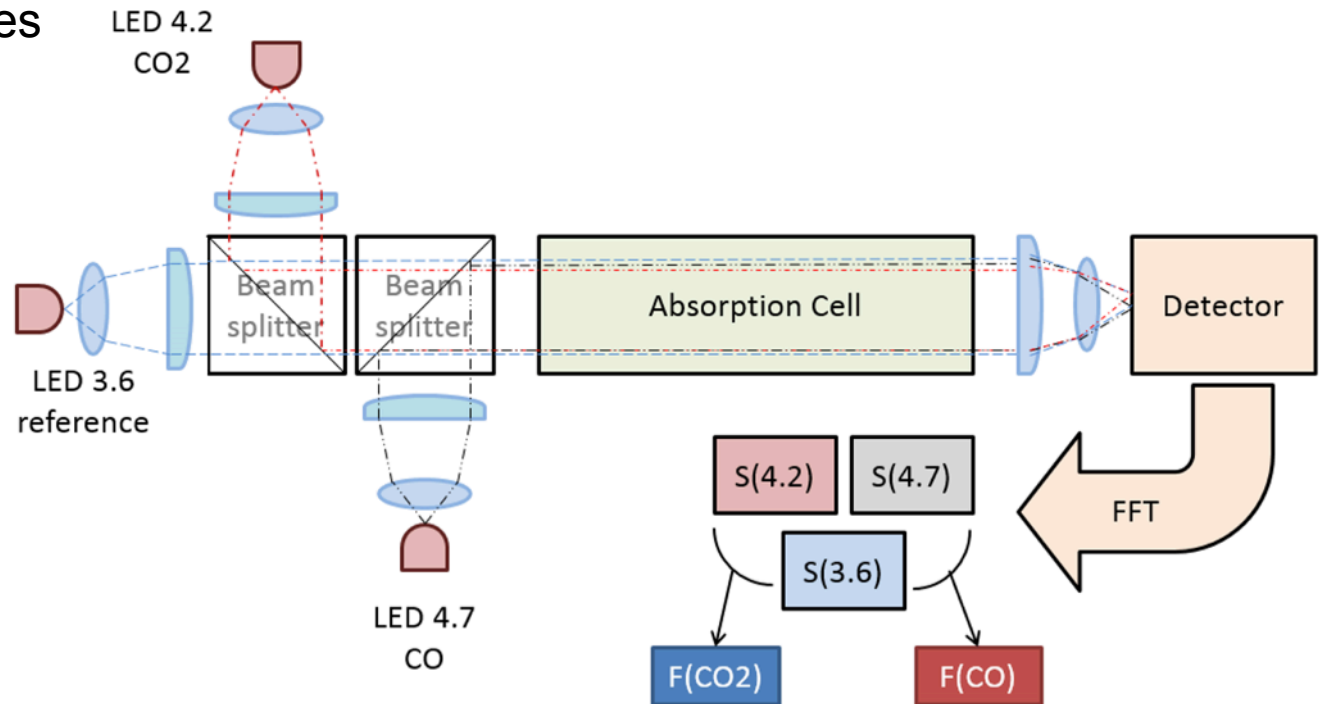 es
LED 4.2
CO2
Beam
splitter
Beam
splitter
Absorption Cell
Detector
LED 3.6
reference
S(4.2)
S(4.7)
FFT
S(3.6)
LED 4.7
CO
F(CO2)
F(CO)